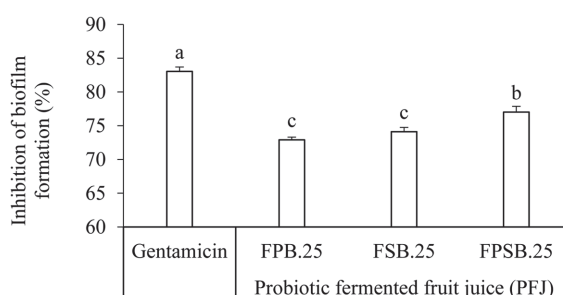 Inhibition of biofilm
formation (%)
90
85
80
75
70
65
60
a
c
c
b
Gentamicin
FPB.25
FSB.25
FPSB.25
Probiotic fermented fruit juice (PFJ)